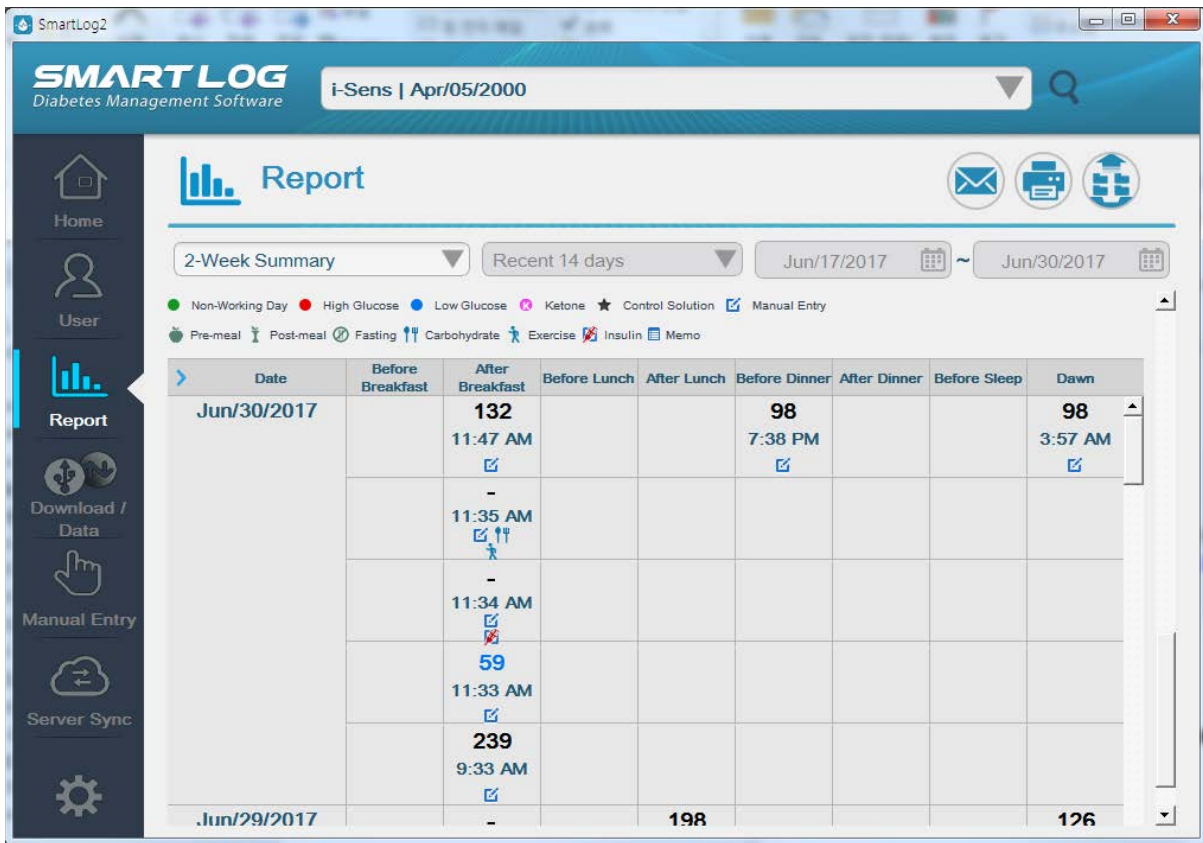 SmartLog2
SMART LOG
Diabetes Management Software
i-Sens | Apr/05/2000
Home
User
Report
Download /
Data
Manual Entry
Server Sync
Report
2-Week Summary
Recent 14 days
Jun/17/2017 ~ Jun/30/2017
Non-Working Day High Glucose Low Glucose Ketone Control Solution Manual Entry
Pre-meal Post-meal Fasting Carbohydrate Exercise Insulin Memo
Date Before Breakfast After Breakfast Before Lunch After Lunch Before Dinner After Dinner Before Sleep Dawn
Jun/30/2017 132 98 98
11:47 AM 7:38 PM 3:57 AM
-
11:35 AM
-
11:34 AM
59
11:33 AM
239
9:33 AM
Jun/29/2017 - 198 126